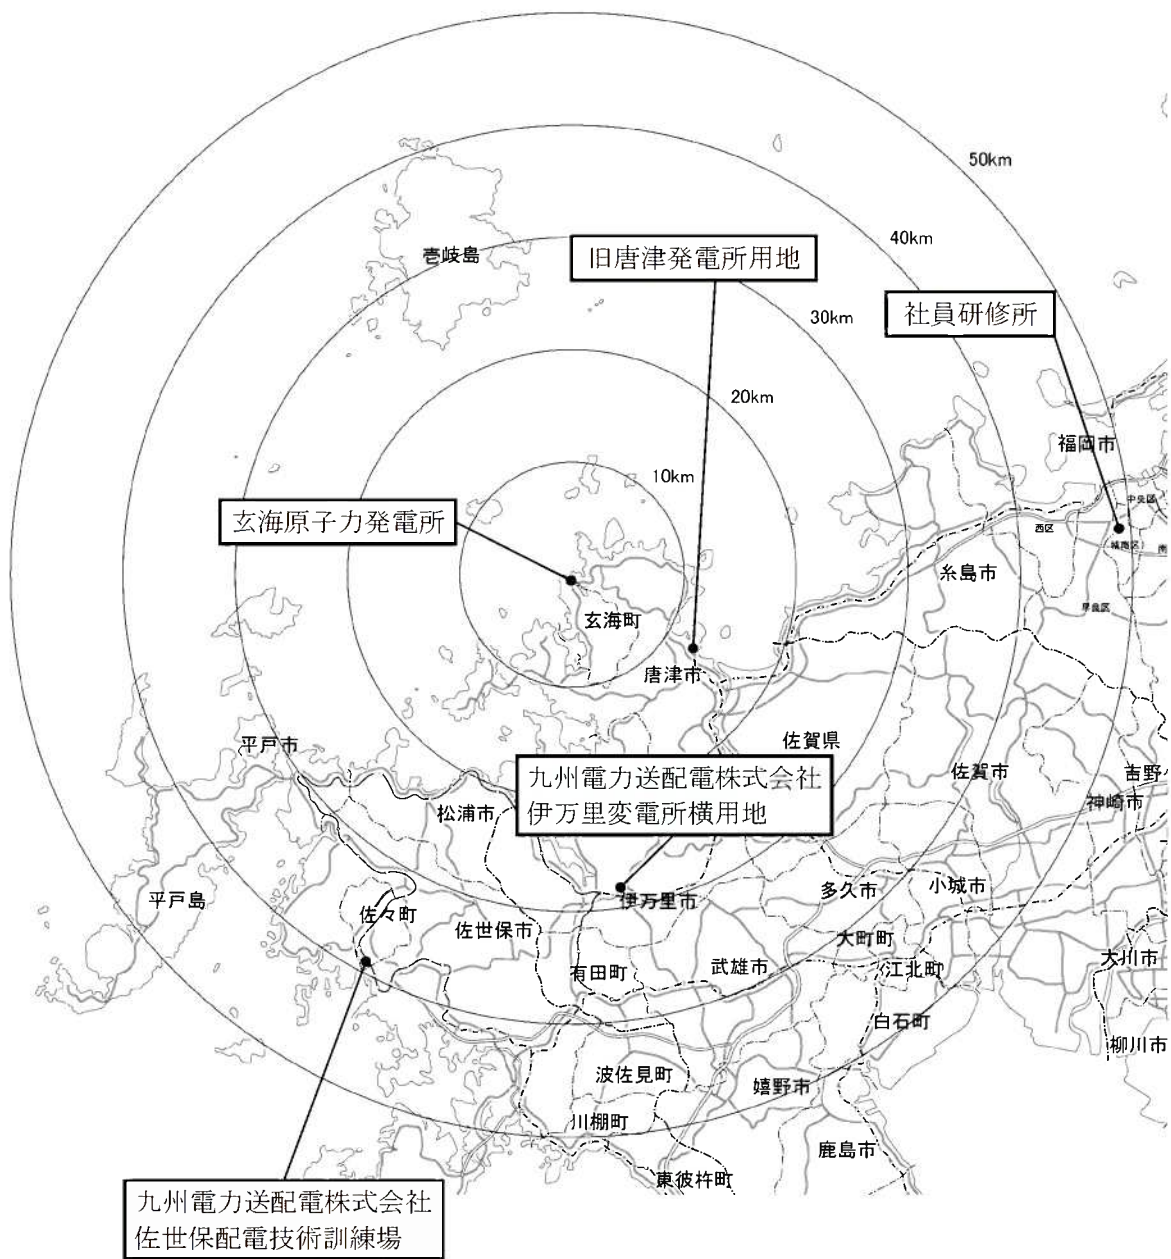 50km
40km
壱岐島
旧唐津発電所用地
社員研修所
30km
20km
福岡市
10km
中央区
玄海原子力発電所
西区
城南区
南
糸島市
早良区
玄海町
唐津市
平戸市
佐賀県
佐賀市
吉野
九州電力送配電株式会社
伊万里変電所横用地
松浦市
神崎市
平戸島
伊万里市
多久市
小城市
佐々町
佐世保市
大町町
有田町
武雄市
江北町
大川市
白石町
柳川市
波佐見町
嬉野市
川棚町
鹿島市
東彼杵町
九州電力送配電株式会社
佐世保配電技術訓練場